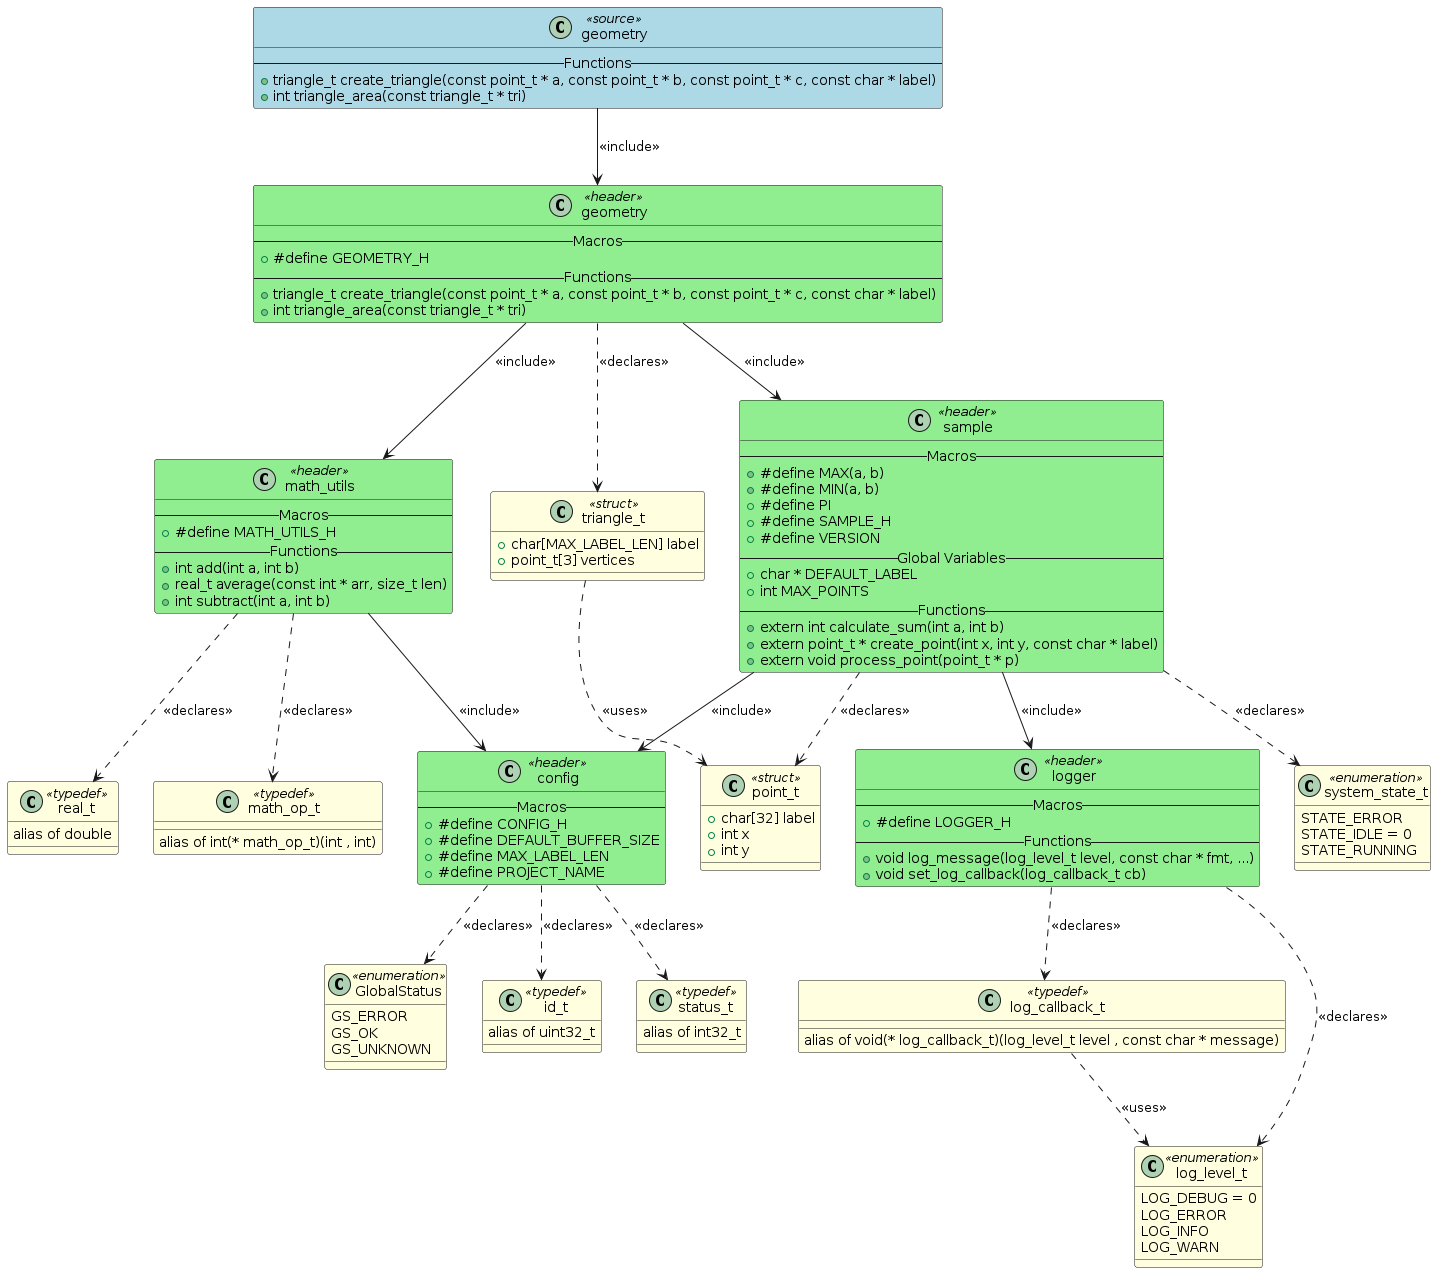 C
«source»
geometry
Functions
triangle_t create_triangle(const point_t * a, const point_t * b, const point_t * c, const char * label)
int triangle_area(const triangle_t * tri)
«include»
C
«header»
geometry
Macros
#define GEOMETRY_H
Functions
triangle_t create_triangle(const point_t * a, const point_t * b, const point_t * c, const char * label)
int triangle_area(const triangle_t * tri)
«include»
«declares»
«include»
C
«header»
math_utils
Macros
#define MATH_UTILS_H
Functions
int add(int a, int b)
real_t average(const int * arr, size_t len)
int subtract(int a, int b)
C
«struct»
triangle_t
char[MAX_LABEL_LEN] label
point_t[3] vertices
C
«header»
sample
Macros
#define MAX(a, b)
#define MIN(a, b)
#define PI
#define SAMPLE_H
#define VERSION
Global Variables
char * DEFAULT_LABEL
int MAX_POINTS
Functions
extern int calculate_sum(int a, int b)
extern point_t * create_point(int x, int y, const char * label)
extern void process_point(point_t * p)
«declares»
«declares»
«include»
«uses»
«include»
«declares»
«include»
«declares»
C
«typedef»
real_t
alias of double
C
«typedef»
math_op_t
alias of int(* math_op_t)(int , int)
C
«header»
config
Macros
#define CONFIG_H
#define DEFAULT_BUFFER_SIZE
#define MAX_LABEL_LEN
#define PROJECT_NAME
C
«struct»
point_t
char[32] label
int x
int y
C
«header»
logger
Macros
#define LOGGER_H
Functions
void log_message(log_level_t level, const char * fmt, ...)
void set_log_callback(log_callback_t cb)
C
«enumeration»
system_state_t
STATE_ERROR
STATE_IDLE = 0
STATE_RUNNING
«declares»
«declares»
«declares»
«declares»
C
«enumeration»
GlobalStatus
GS_ERROR
GS_OK
GS_UNKNOWN
C
«typedef»
id_t
alias of uint32_t
C
«typedef»
status_t
alias of int32_t
C
«typedef»
log_callback_t
alias of void(* log_callback_t)(log_level_t level , const char * message)
«declares»
«uses»
C
«enumeration»
log_level_t
LOG_DEBUG = 0
LOG_ERROR
LOG_INFO
LOG_WARN